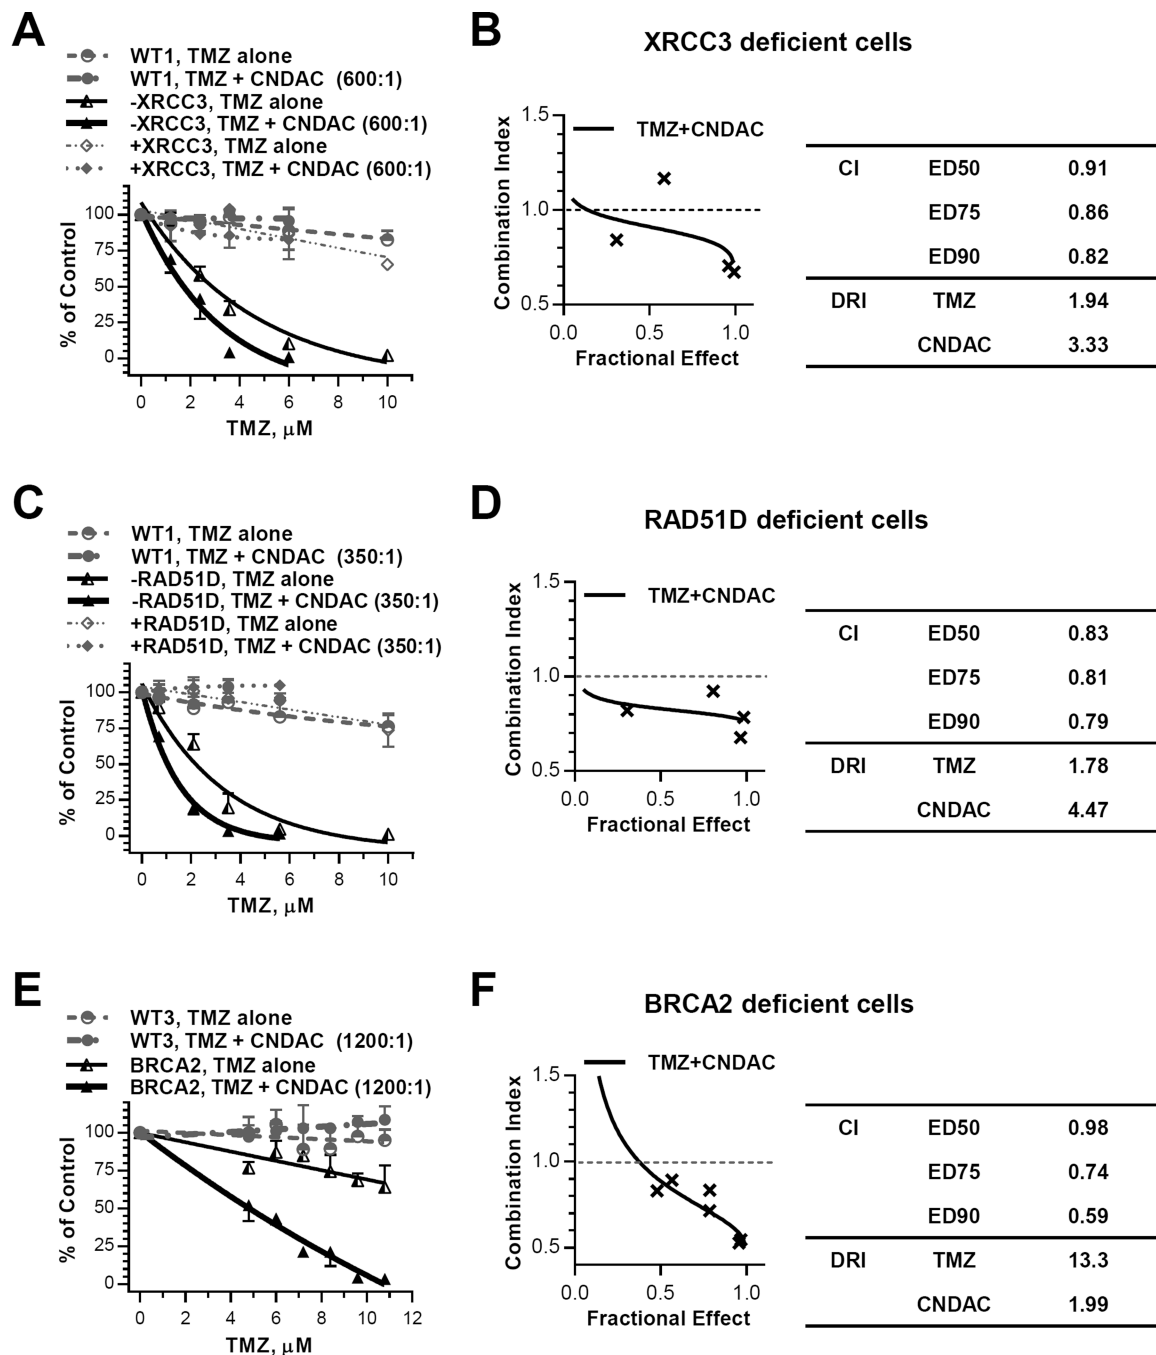 A
WT1, TMZ alone
WT1, TMZ + CNDAC (600:1)
-XRCC3, TMZ alone
-XRCC3, TMZ + CNDAC (600:1)
+XRCC3, TMZ alone
+XRCC3, TMZ + CNDAC (600:1)
% of Control
100
75
50
25
0
0 2 4 6 8 10
TMZ, μM
B
XRCC3 deficient cells
TMZ+CNDAC
Combination Index
1.5
1.0
0.5
0.0 0.5 1.0
Fractional Effect
CI ED50 0.91
ED75 0.86
ED90 0.82
DRI TMZ 1.94
CNDAC 3.33
C
WT1, TMZ alone
WT1, TMZ + CNDAC (350:1)
-RAD51D, TMZ alone
-RAD51D, TMZ + CNDAC (350:1)
+RAD51D, TMZ alone
+RAD51D, TMZ + CNDAC (350:1)
% of Control
100
75
50
25
0
0 2 4 6 8 10
TMZ, μM
D
RAD51D deficient cells
TMZ+CNDAC
Combination Index
1.5
1.0
0.5
0.0 0.5 1.0
Fractional Effect
CI ED50 0.83
ED75 0.81
ED90 0.79
DRI TMZ 1.78
CNDAC 4.47
E
WT3, TMZ alone
WT3, TMZ + CNDAC (1200:1)
BRCA2, TMZ alone
BRCA2, TMZ + CNDAC (1200:1)
% of Control
100
75
50
25
0
0 2 4 6 8 10 12
TMZ, μM
F
BRCA2 deficient cells
TMZ+CNDAC
Combination Index
1.5
1.0
0.5
0.0 0.5 1.0
Fractional Effect
CI ED50 0.98
ED75 0.74
ED90 0.59
DRI TMZ 13.3
CNDAC 1.99